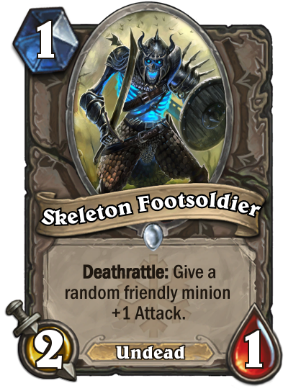 1
Skeleton Footsoldier
Deathrattle: Give a
random friendly minion
+1 Attack.
2
Undead
1